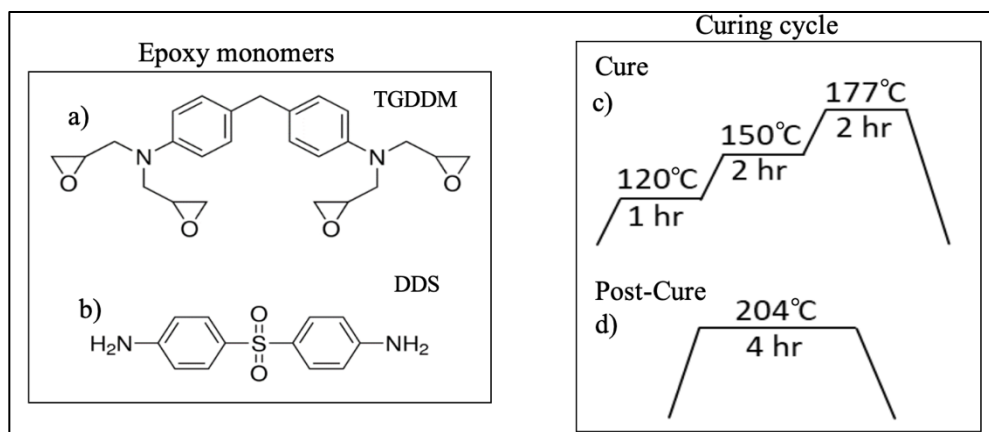 Epoxy monomers
a)
TGDDM
N
N
O
O
O
O
b)
DDS
H₂N
O
S
O
NH₂
Curing cycle
Cure
c)
120℃
1 hr
150℃
2 hr
177℃
2 hr
Post-Cure
d)
204℃
4 hr